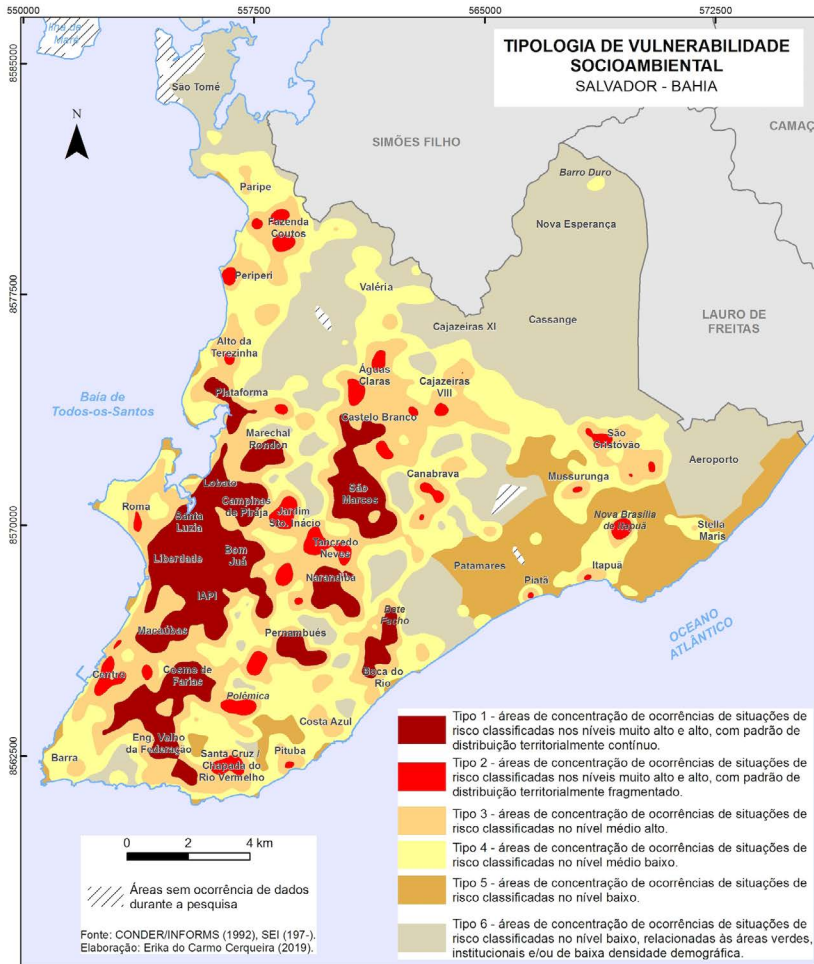 550000 557500 565000 572500
8585000
8577500
8570000
8562500
TIPOLOGIA DE VULNERABILIDADE
SOCIOAMBIENTAL
SALVADOR - BAHIA
Ilha de
Maré
São Tomé
N
SIMÕES FILHO
CAMAÇ
Barro Duro
Paripe
Nova Esperança
Fazenda
Coutos
Periperi
Valéria
Cajazeiras XI
Cassange
LAURO DE
FREITAS
Alto da
Terezinha
Águas
Claras
Cajazeiras
VIII
Baía de
Todos-os-Santos
Plataforma
Castelo Branco
Marechal
Rondon
São
Cristóvão
Aeroporto
Lobato
Canabrava
Mussurunga
São
Marcos
Roma
Campinas
de Pirajá
Jardim
Sto. Inácio
Santa
Luzia
Nova Brasília
de Itapuã
Stella
Maris
Liberdade
Bom
Juá
Tancredo
Neves
Patamares
Itapuã
Narandiba
Piatã
IAPI
Bate
Facho
OCEANO
ATLÂNTICO
Macaúbas
Pernambués
Centro
Cosme de
Farias
Boca do
Rio
Polêmica
Costa Azul
Eng. Velho
da Federação
Barra
Santa Cruz /
Chapada do
Rio Vermelho
Pituba
Tipo 1 - áreas de concentração de ocorrências de situações de
risco classificadas nos níveis muito alto e alto, com padrão de
distribuição territorialmente contínuo.
Tipo 2 - áreas de concentração de ocorrências de situações de
risco classificadas nos níveis muito alto e alto, com padrão de
distribuição territorialmente fragmentado.
Tipo 3 - áreas de concentração de ocorrências de situações de
risco classificadas no nível médio alto.
Tipo 4 - áreas de concentração de ocorrências de situações de
risco classificadas no nível médio baixo.
Tipo 5 - áreas de concentração de ocorrências de situações de
risco classificadas no nível baixo.
Tipo 6 - áreas de concentração de ocorrências de situações de
risco classificadas no nível baixo, relacionadas às áreas verdes,
institucionais e/ou de baixa densidade demográfica.
0 2 4 km
Áreas sem ocorrência de dados
durante a pesquisa
Fonte: CONDER/INFORMS (1992), SEI (197-).
Elaboração: Erika do Carmo Cerqueira (2019).